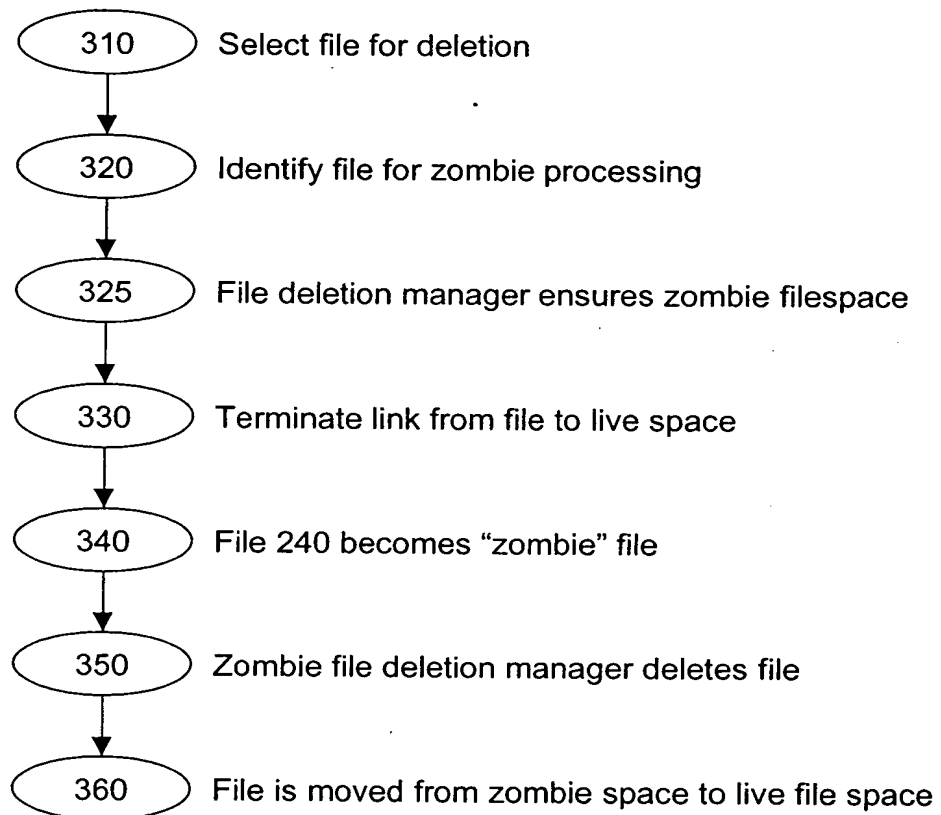 310 Select file for deletion
320 Identify file for zombie processing
325 File deletion manager ensures zombie filespace
330 Terminate link from file to live space
340 File 240 becomes “zombie” file
350 Zombie file deletion manager deletes file
360 File is moved from zombie space to live file space